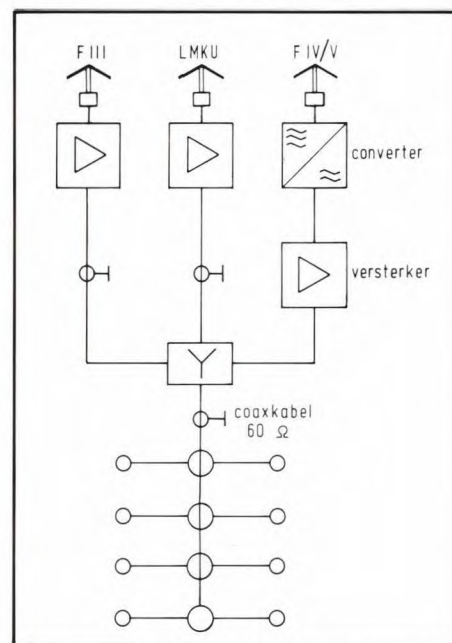 F III LMKU F IV/V
converter
versterker
coaxkabel
60 Ω